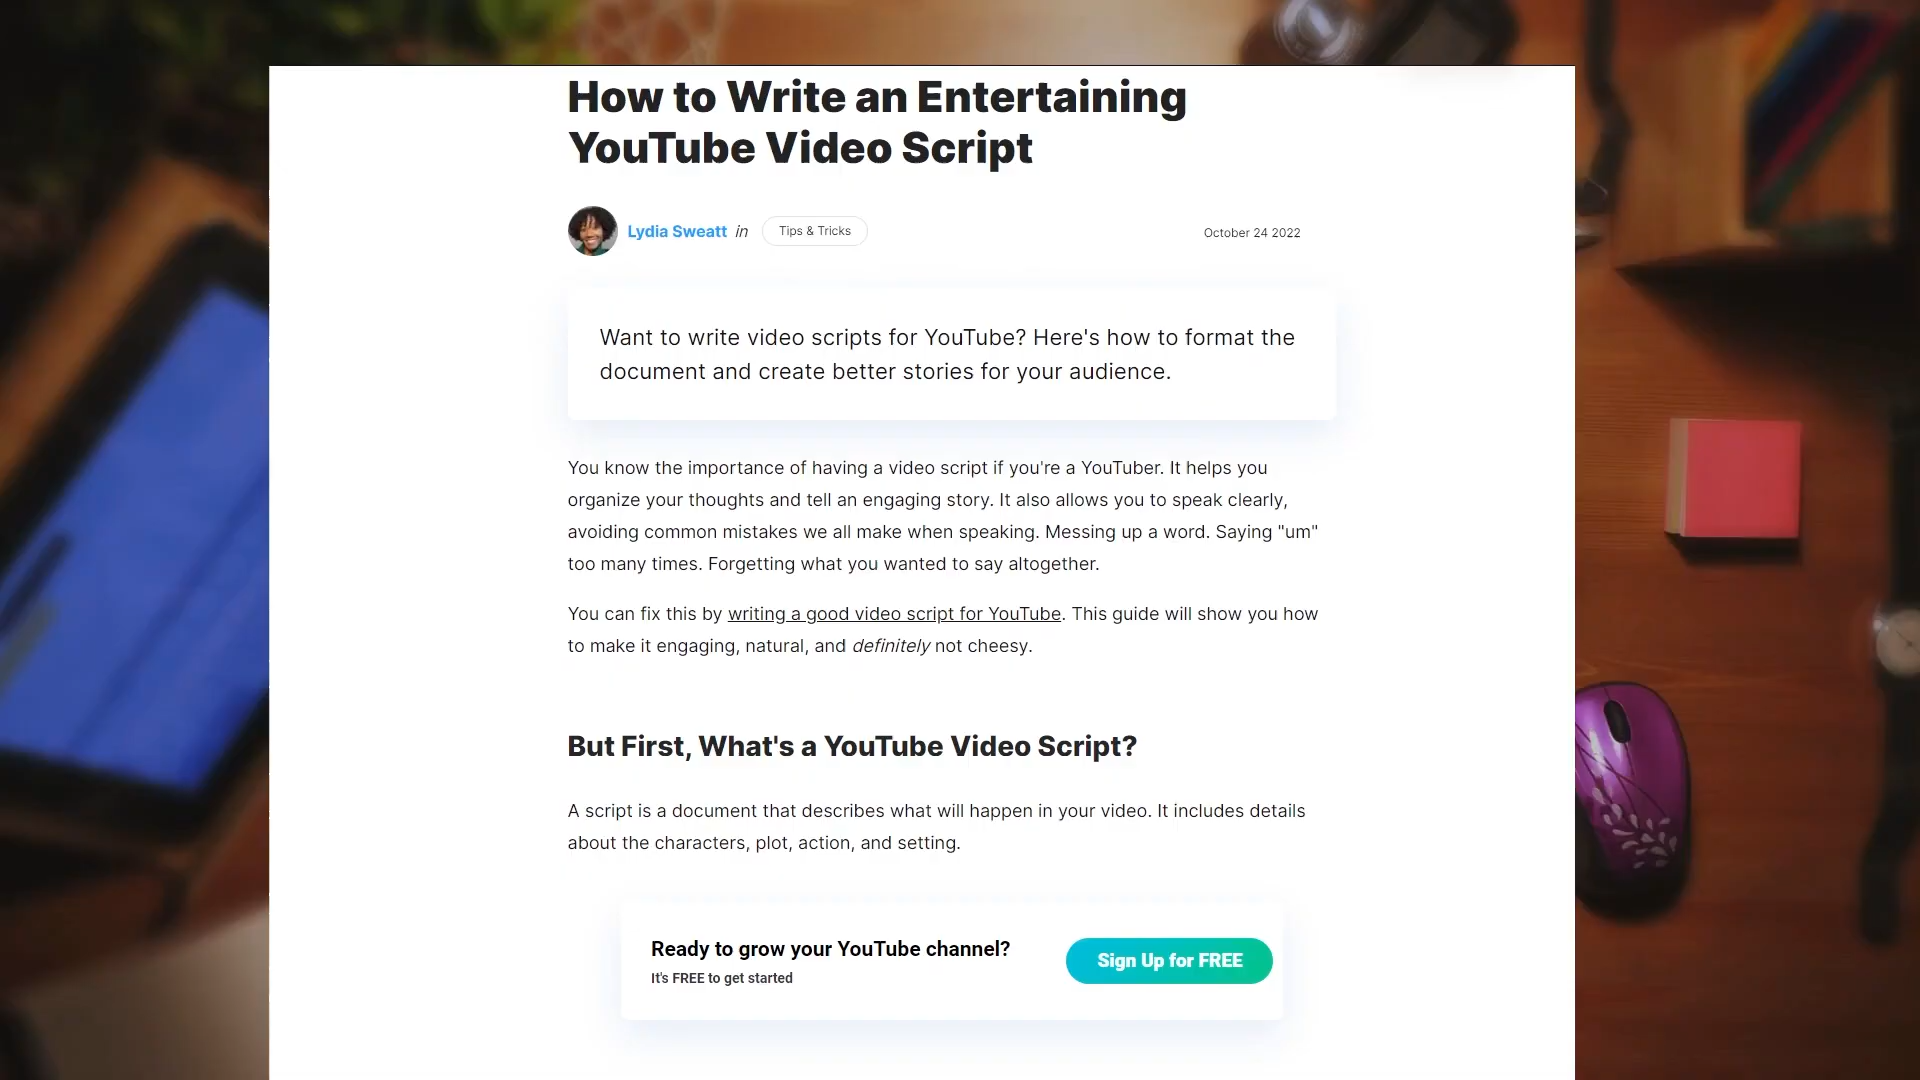 How to Write an Entertaining
YouTube Video Script
Lydia Sweatt in Tips & Tricks October 24 2022
Want to write video scripts for YouTube? Here's how to format the
document and create better stories for your audience.
You know the importance of having a video script if you're a YouTuber. It helps you
organize your thoughts and tell an engaging story. It also allows you to speak clearly,
avoiding common mistakes we all make when speaking. Messing up a word. Saying "um"
too many times. Forgetting what you wanted to say altogether.
You can fix this by writing a good video script for YouTube. This guide will show you how
to make it engaging, natural, and definitely not cheesy.
But First, What's a YouTube Video Script?
A script is a document that describes what will happen in your video. It includes details
about the characters, plot, action, and setting.
Ready to grow your YouTube channel?
It's FREE to get started
Sign Up for FREE